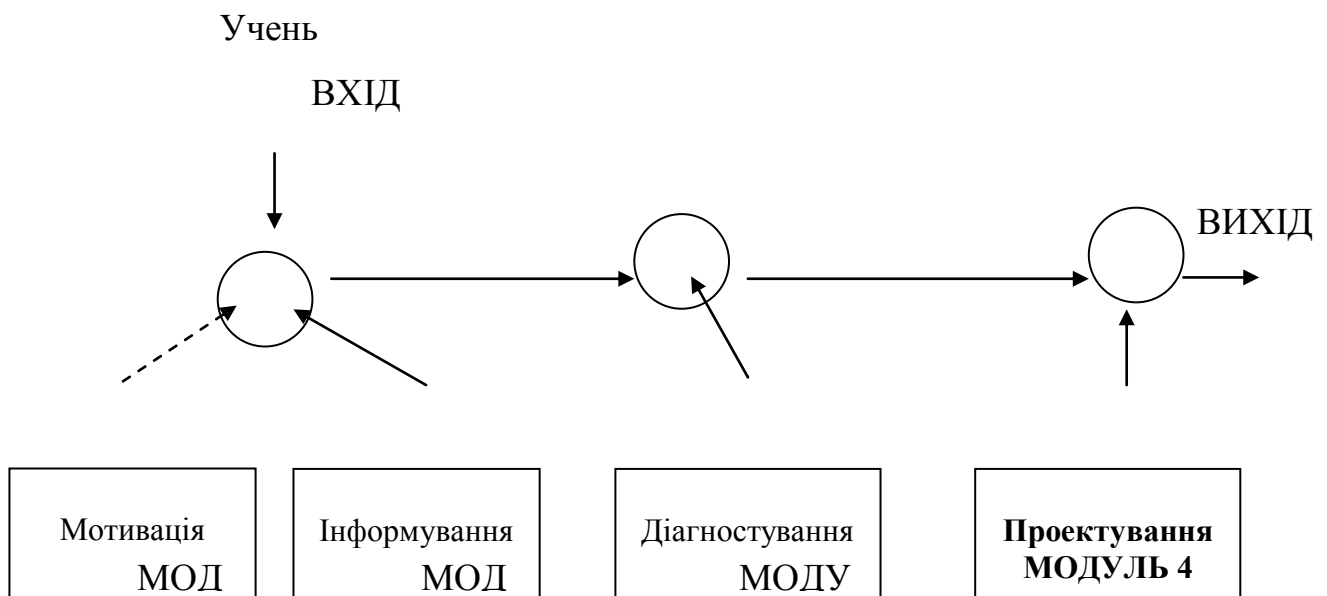 Учень
ВХІД
ВИХІД
Мотивація
МОД
Інформування
МОД
Діагностування
МОДУ
Проектування
МОДУЛЬ 4